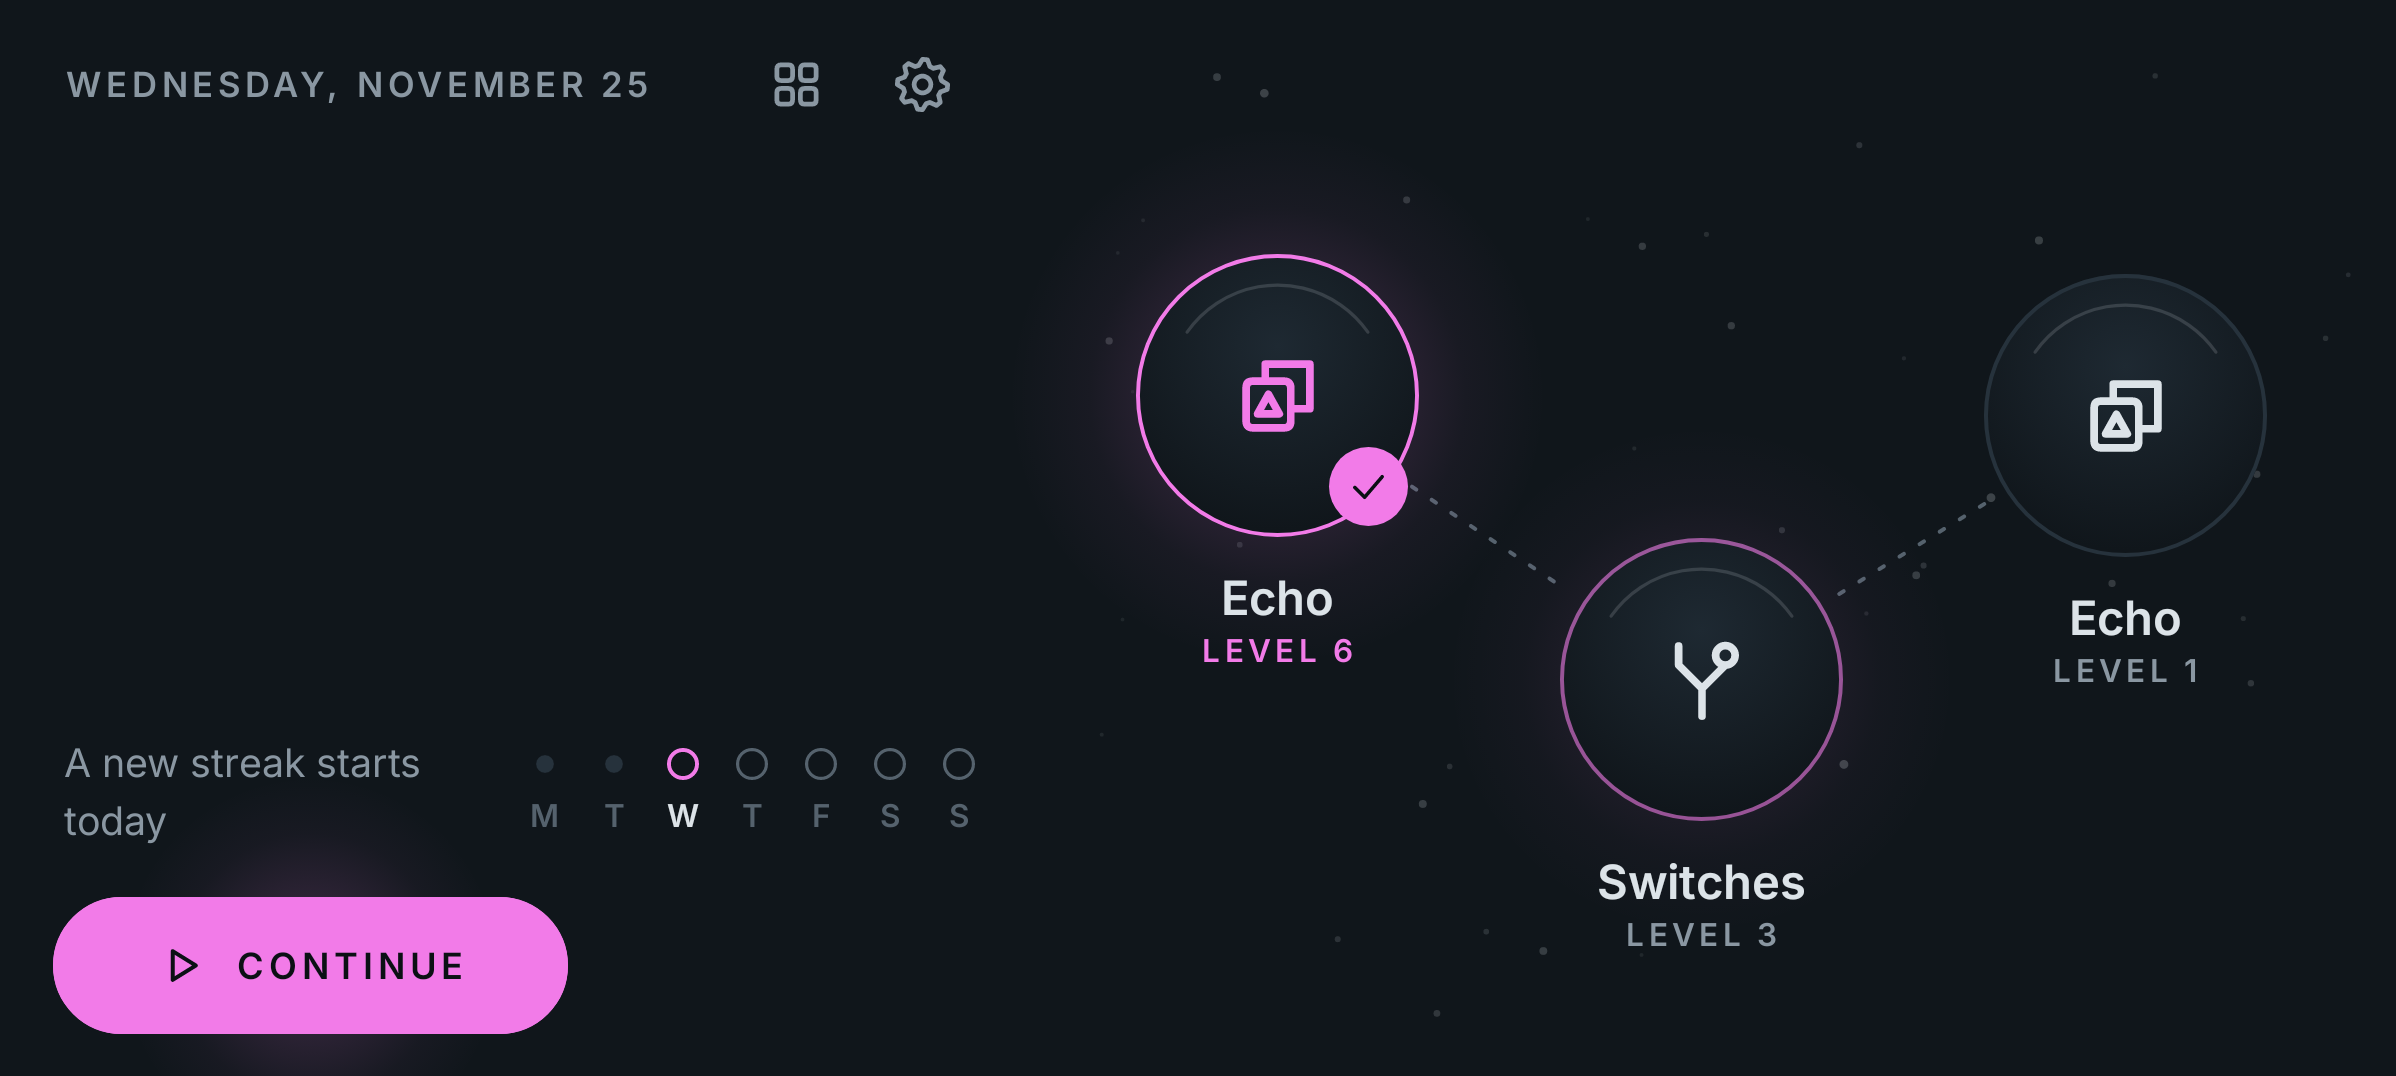 WEDNESDAY, NOVEMBER 25
Echo
LEVEL 6
Echo
LEVEL 1
Switches
LEVEL 3
A new streak starts
today
M T W T F S S
CONTINUE